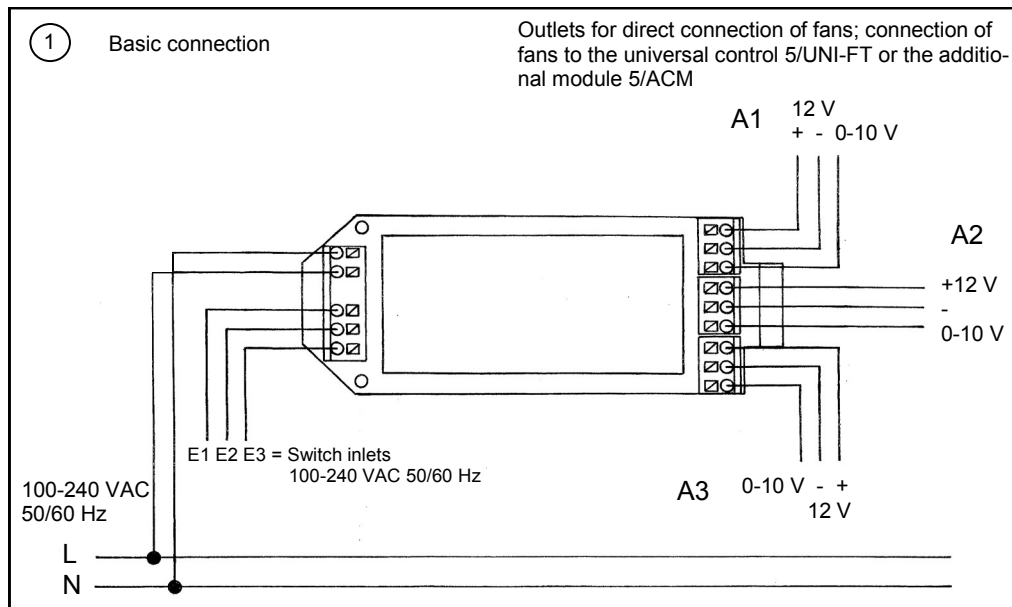 1
Basic connection
Outlets for direct connection of fans; connection of
fans to the universal control 5/UNI-FT or the additio-
nal module 5/ACM
A1
12 V
+ - 0-10 V
A2
+12 V
-
0-10 V
E1 E2 E3 = Switch inlets
100-240 VAC 50/60 Hz
100-240 VAC
50/60 Hz
A3
0-10 V - +
12 V
L
N